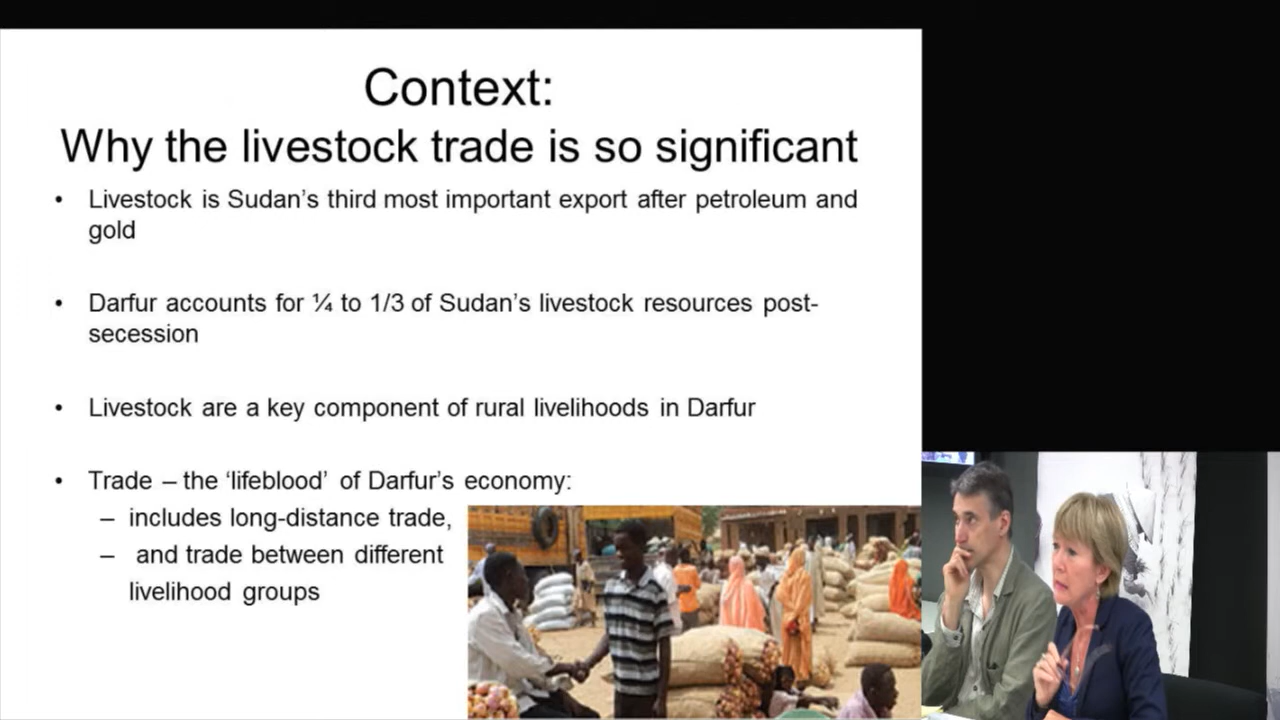 Context:
Why the livestock trade is so significant
• Livestock is Sudan's third most important export after petroleum and
gold
• Darfur accounts for ¼ to 1/3 of Sudan's livestock resources post-
secession
• Livestock are a key component of rural livelihoods in Darfur
• Trade – the 'lifeblood' of Darfur's economy:
– includes long-distance trade,
– and trade between different
livelihood groups